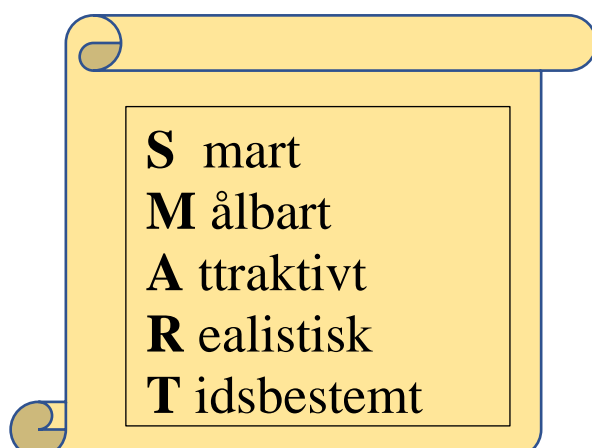 S mart
M ålbart
A ttraktivt
R ealistisk
T idsbestemt